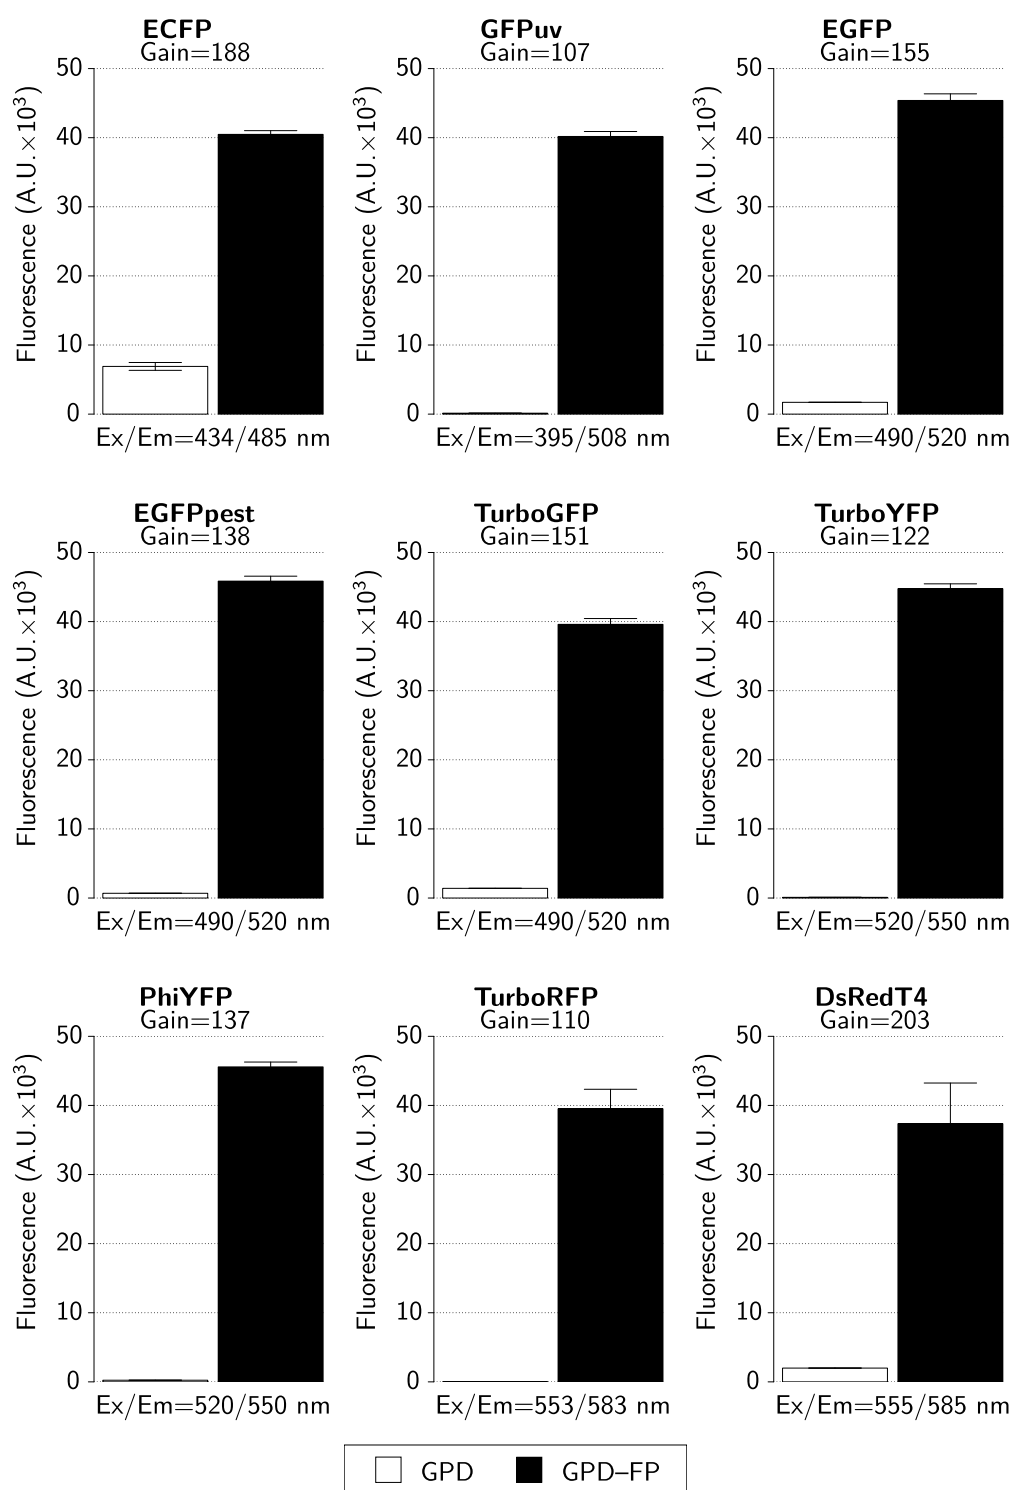 ECFP
Gain=188
50
40
30
20
10
0
Fluorescence (A.U.×10³)
Ex/Em=434/485 nm
GFPuv
Gain=107
50
40
30
20
10
0
Fluorescence (A.U.×10³)
Ex/Em=395/508 nm
EGFP
Gain=155
50
40
30
20
10
0
Fluorescence (A.U.×10³)
Ex/Em=490/520 nm
EGFPpest
Gain=138
50
40
30
20
10
0
Fluorescence (A.U.×10³)
Ex/Em=490/520 nm
TurboGFP
Gain=151
50
40
30
20
10
0
Fluorescence (A.U.×10³)
Ex/Em=490/520 nm
TurboYFP
Gain=122
50
40
30
20
10
0
Fluorescence (A.U.×10³)
Ex/Em=520/550 nm
PhiYFP
Gain=137
50
40
30
20
10
0
Fluorescence (A.U.×10³)
Ex/Em=520/550 nm
TurboRFP
Gain=110
50
40
30
20
10
0
Fluorescence (A.U.×10³)
Ex/Em=553/583 nm
DsRedT4
Gain=203
50
40
30
20
10
0
Fluorescence (A.U.×10³)
Ex/Em=555/585 nm
GPD
GPD–FP